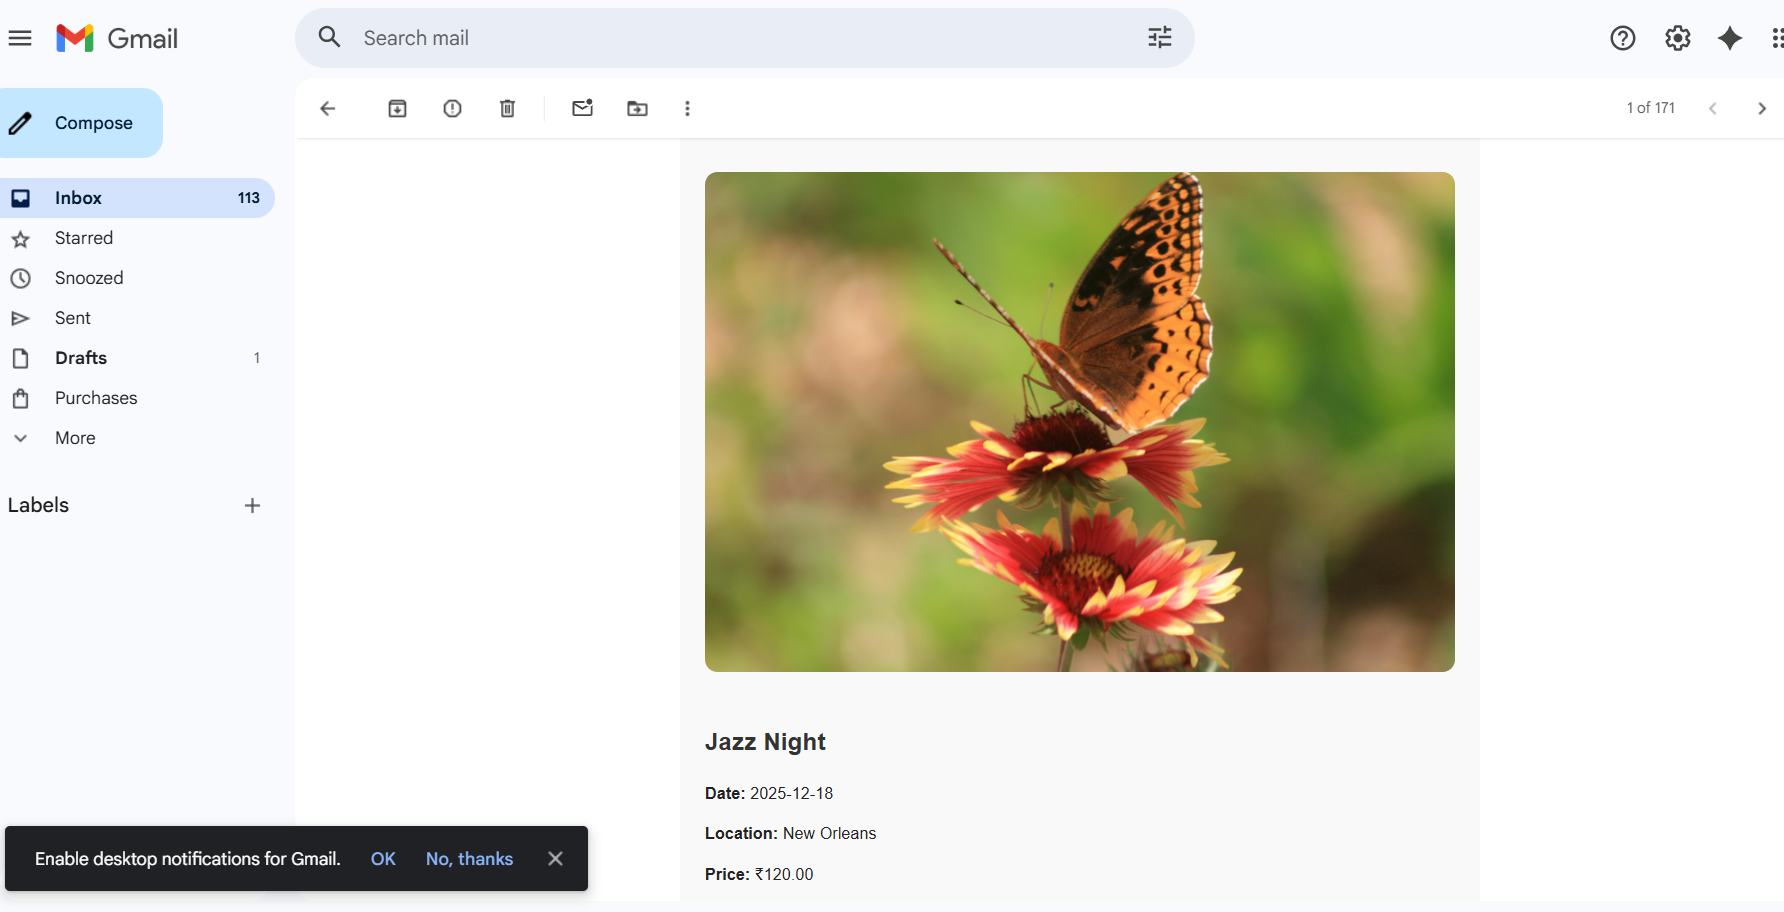 Gmail
Search mail
Compose
1 of 171
Inbox 113
Starred
Snoozed
Sent
Drafts 1
Purchases
More
Labels
Jazz Night
Date: 2025-12-18
Location: New Orleans
Price: ₹120.00
Enable desktop notifications for Gmail. OK No, thanks